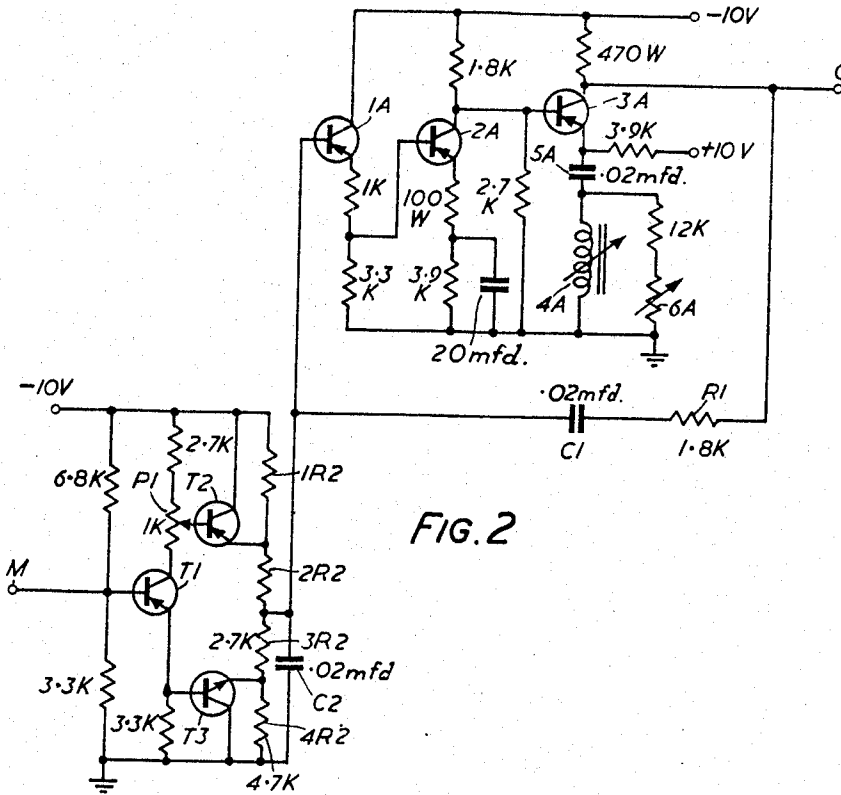 -10V
O
1·8K
470W
1A
2A
3A
3·9K
+10V
5A
·02mfd.
1K
100
W
2·7
K
12K
3·3
K
3·9
K
4A
6A
20mfd.
-10V
·02mfd.
R1
C1
1·8K
2·7K
6·8K
P1
T2
1R2
1K
FIG.2
M
T1
2R2
2·7K
3R2
·02mfd
C2
3·3K
3·3K
T3
4R2
4·7K